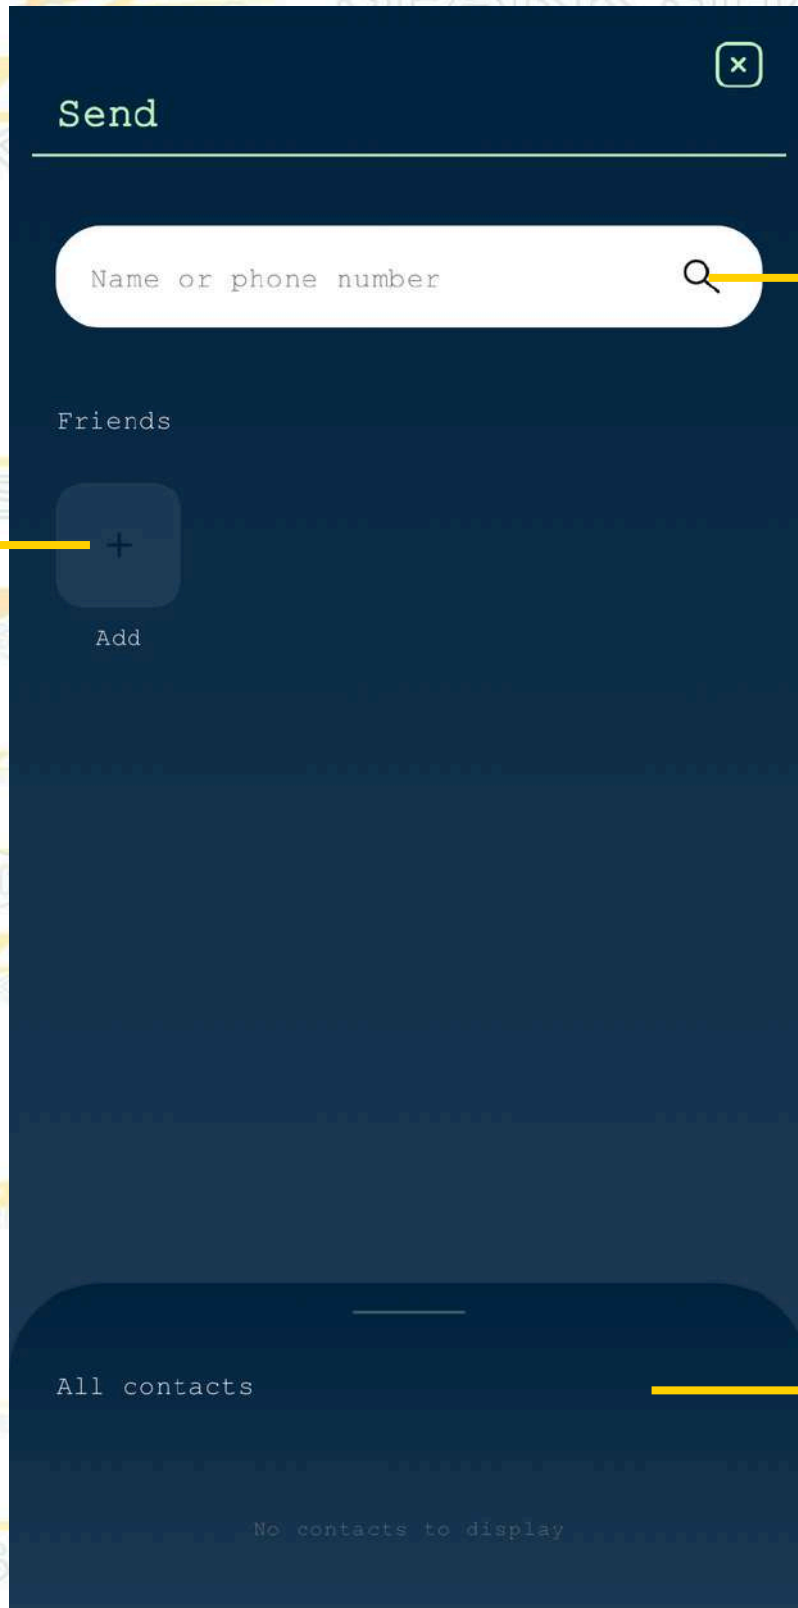 Send
Name or phone number
Friends
Add
All contacts
No contacts to display